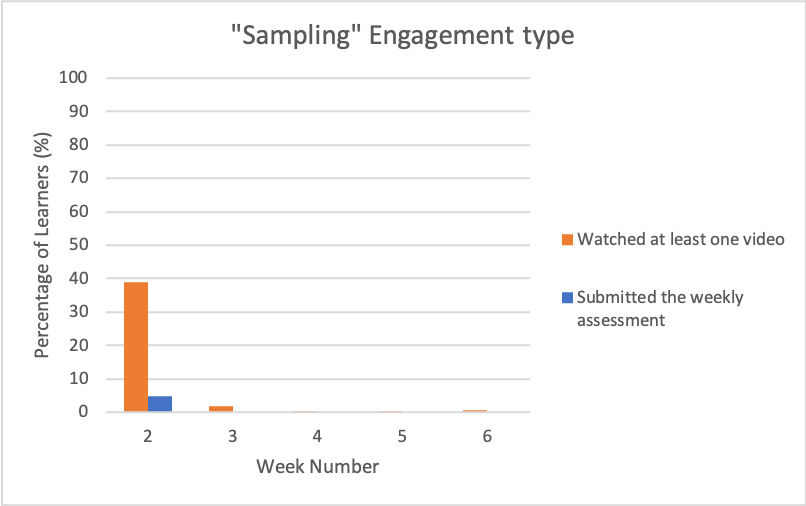 "Sampling" Engagement type
100
90
80
70
60
50
40
30
20
10
0
Percentage of Learners (%)
2 3 4 5 6
Week Number
Watched at least one video
Submitted the weekly
assessment